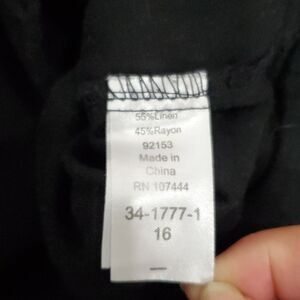 55%Linen
45%Rayon
92153
Made in
China
RN 107444
34-1777-1
16